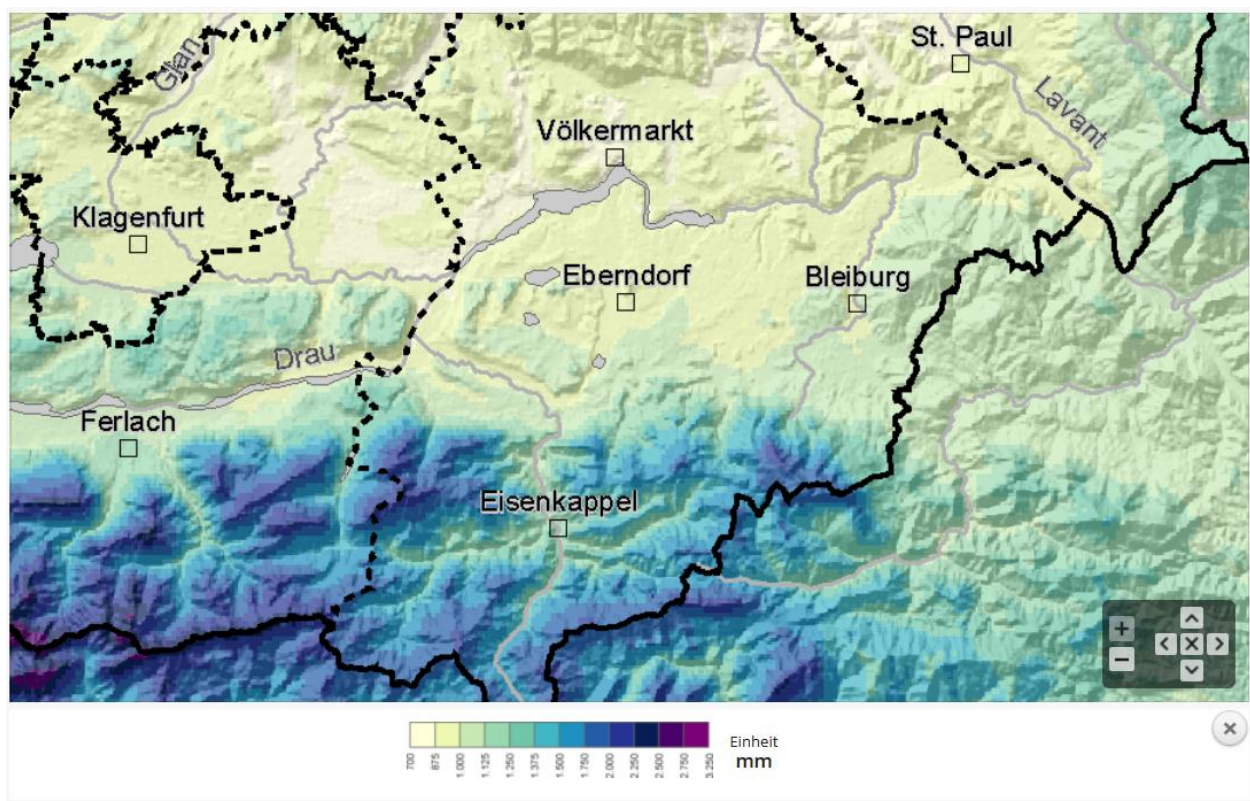 St. Paul
Glan
Lavant
Völkermarkt
Klagenfurt
Eberndorf
Bleiburg
Drau
Ferlach
Eisenkappel
+
−
X
700 875 1.000 1.125 1.250 1.375 1.500 1.750 2.000 2.250 2.500 2.750 3.250
Einheit
mm